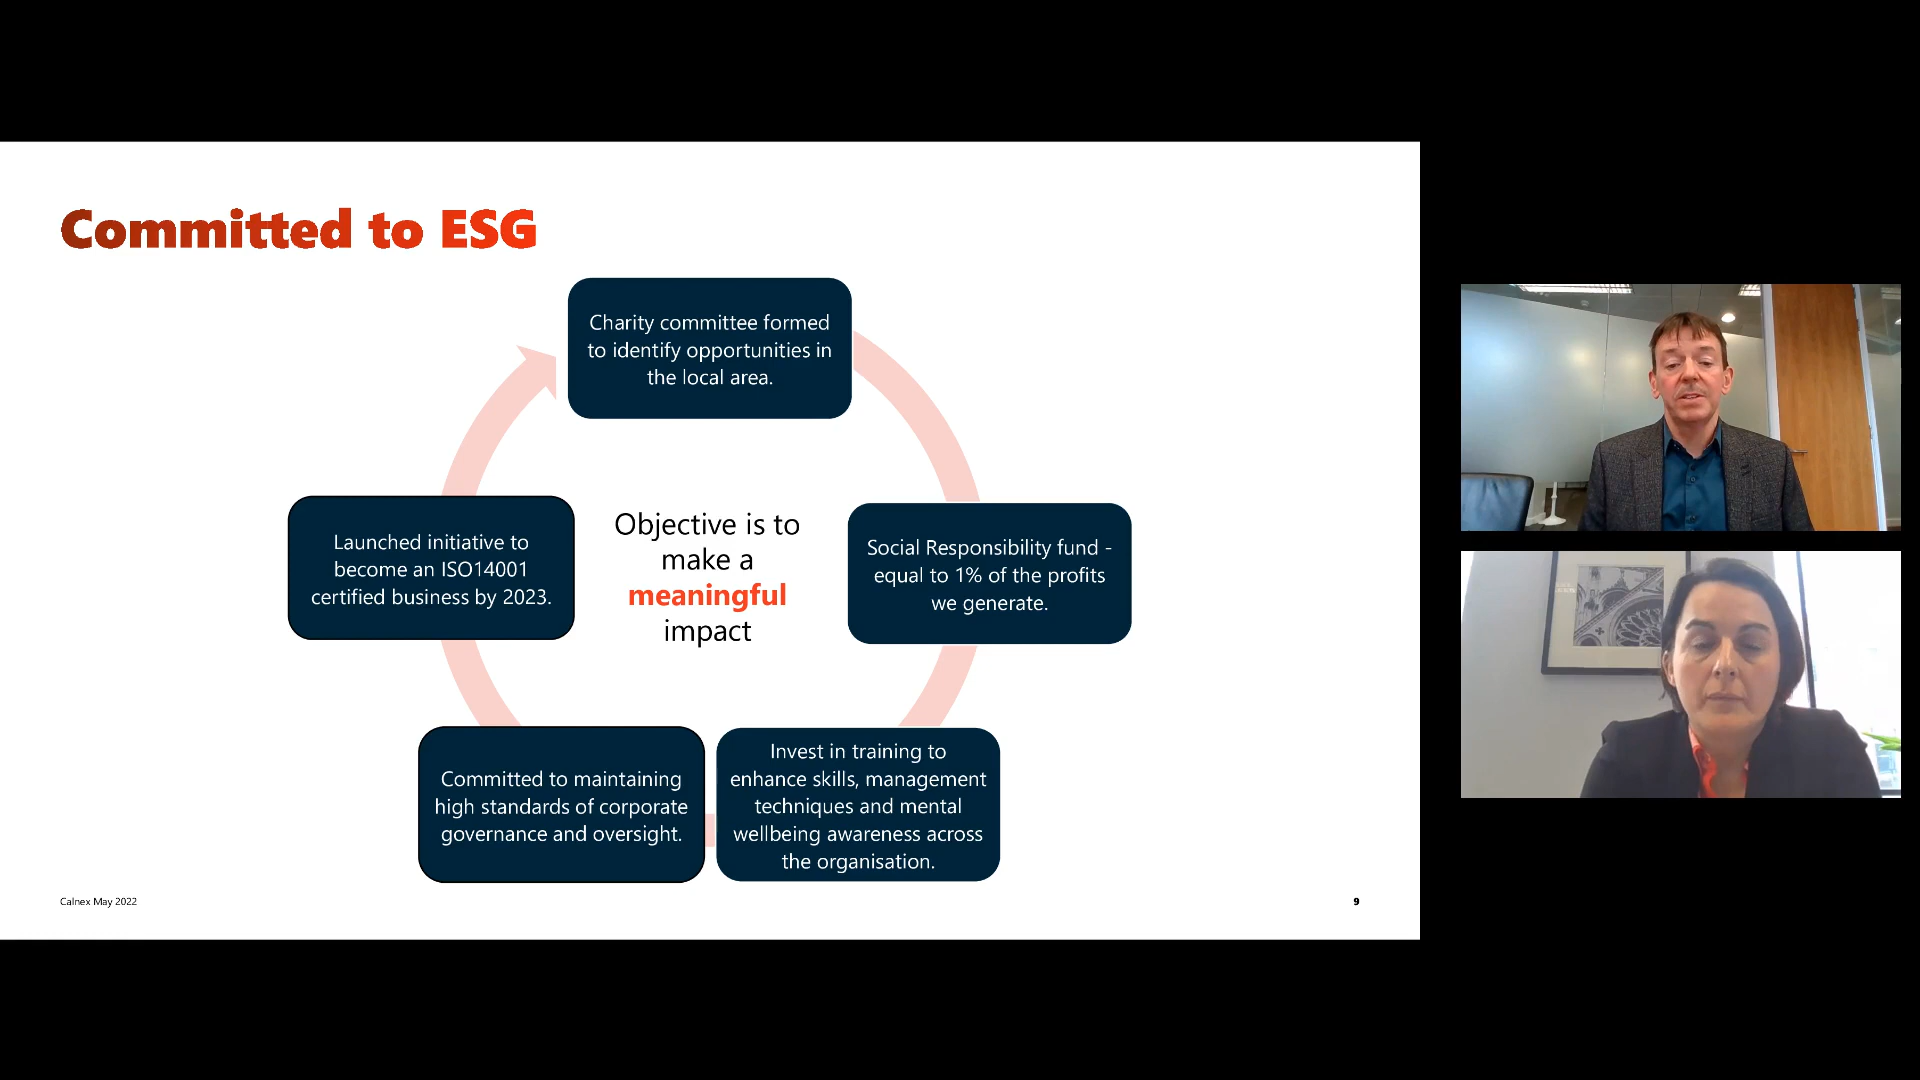 Committed to ESG
Charity committee formed
to identify opportunities in
the local area.
Social Responsibility fund -
equal to 1% of the profits
we generate.
Invest in training to
enhance skills, management
techniques and mental
wellbeing awareness across
the organisation.
Committed to maintaining
high standards of corporate
governance and oversight.
Launched initiative to
become an ISO14001
certified business by 2023.
Objective is to
make a
meaningful
impact
Calnex May 2022
9